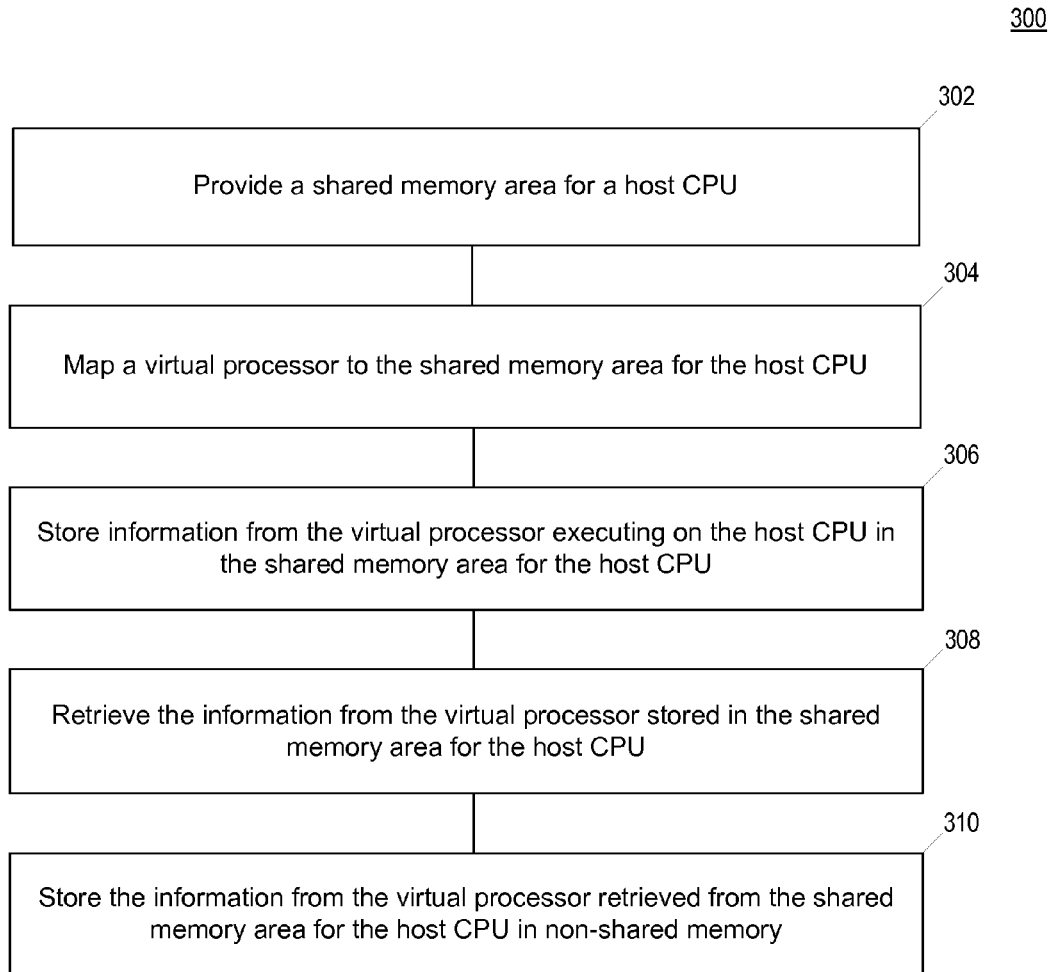 300
302
Provide a shared memory area for a host CPU
304
Map a virtual processor to the shared memory area for the host CPU
306
Store information from the virtual processor executing on the host CPU in
the shared memory area for the host CPU
308
Retrieve the information from the virtual processor stored in the shared
memory area for the host CPU
310
Store the information from the virtual processor retrieved from the shared
memory area for the host CPU in non-shared memory